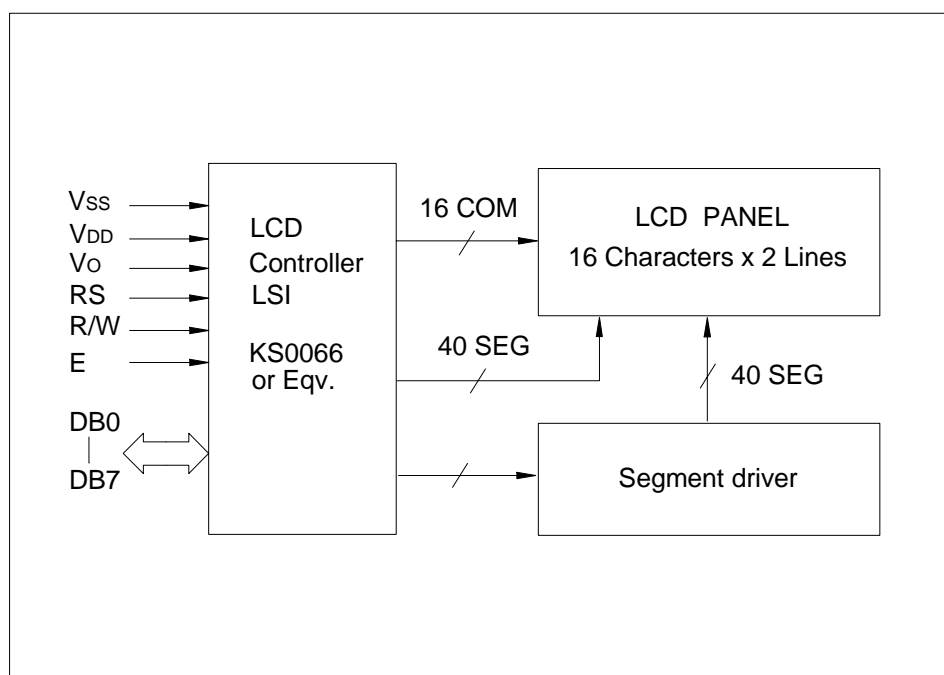 VSS
VDD
VO
RS
R/W
E
DB0
DB7
LCD
Controller
LSI
KS0066
or Eqv.
16 COM
40 SEG
LCD PANEL
16 Characters x 2 Lines
40 SEG
Segment driver